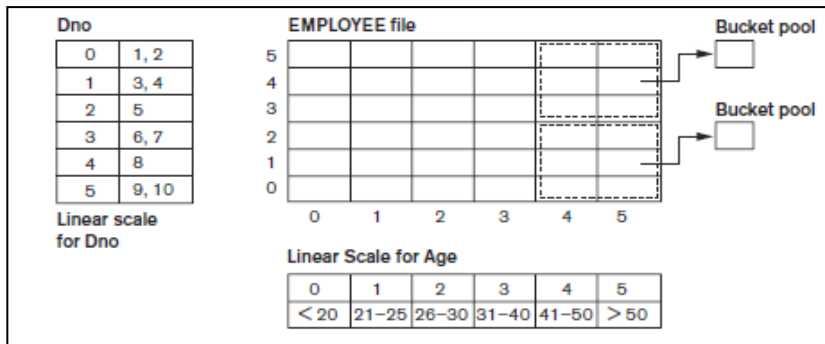 Dno
0 1, 2
1 3, 4
2 5
3 6, 7
4 8
5 9, 10
Linear scale
for Dno
EMPLOYEE file
5
4
3
2
1
0
0 1 2 3 4 5
Bucket pool
Bucket pool
Linear Scale for Age
0 1 2 3 4 5
< 20 21–25 26–30 31–40 41–50 > 50